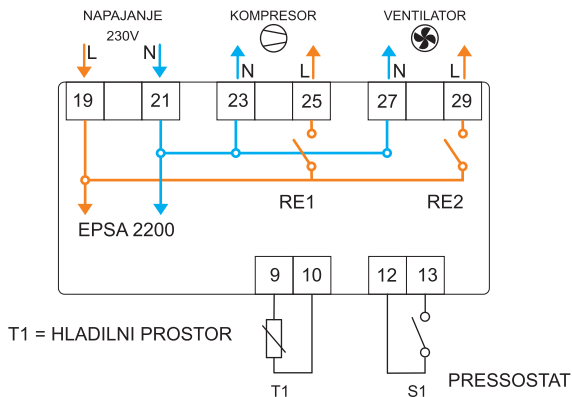 NAPAJANJE
230V
KOMPRESOR
VENTILATOR
L N
N L
N L
19 21 23 25 27 29
RE1 RE2
EPSA 2200
9 10 12 13
T1 = HLADILNI PROSTOR
PRESSOSTAT
T1 S1